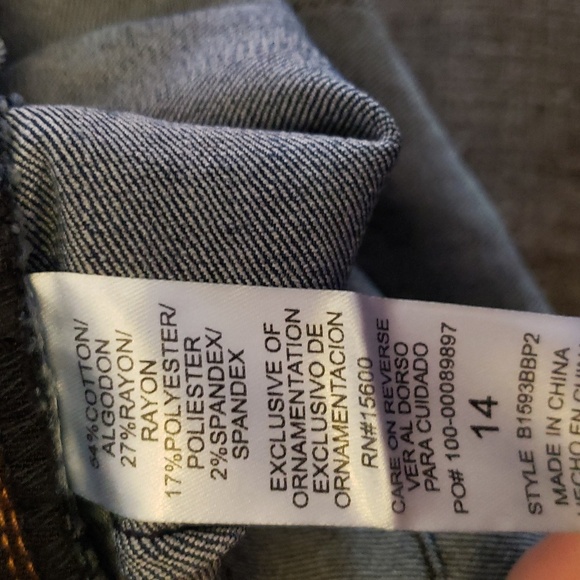 54%COTTON/
ALGODON
27%RAYON/
RAYON
17%POLYESTER/
POLIESTER
2%SPANDEX/
SPANDEX
EXCLUSIVE OF
ORNAMENTATION
EXCLUSIVO DE
ORNAMENTACION
RN#15600
CARE ON REVERSE
VER AL DORSO
PARA CUIDADO
PO# 100-00089897
14
STYLE B1593BBP2
MADE IN CHINA
HECHO EN